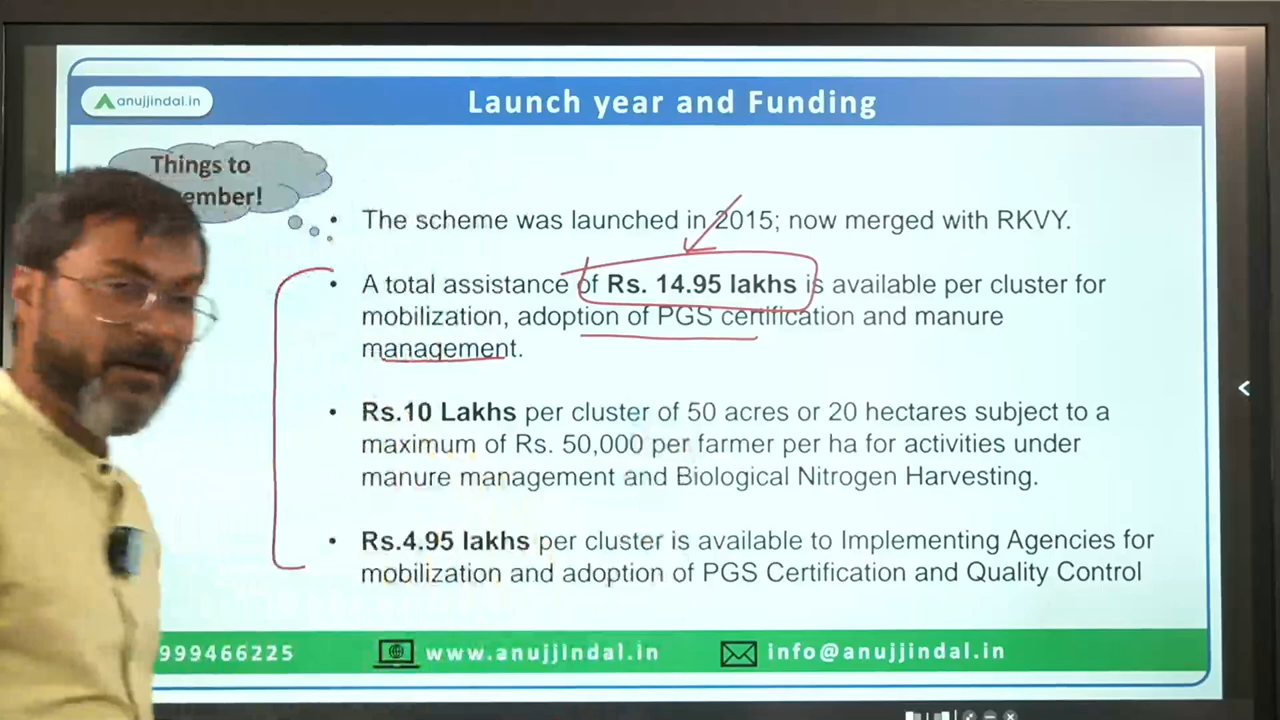 anujjindal.in
Launch year and Funding
Things to
ember!
• The scheme was launched in 2015; now merged with RKVY.
• A total assistance of Rs. 14.95 lakhs is available per cluster for
mobilization, adoption of PGS certification and manure
management.
• Rs.10 Lakhs per cluster of 50 acres or 20 hectares subject to a
maximum of Rs. 50,000 per farmer per ha for activities under
manure management and Biological Nitrogen Harvesting.
• Rs.4.95 lakhs per cluster is available to Implementing Agencies for
mobilization and adoption of PGS Certification and Quality Control
999466225 www.anujjindal.in info@anujjindal.in